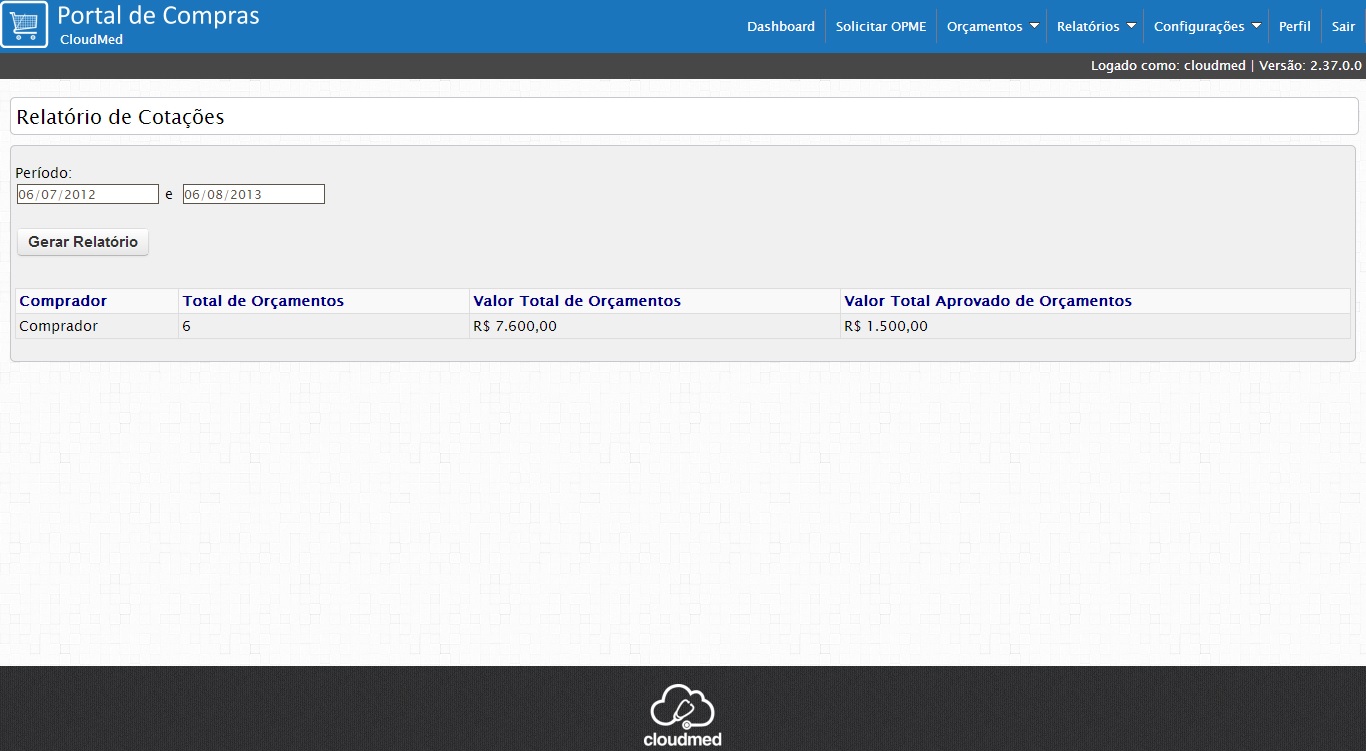 Portal de Compras
CloudMed
Dashboard Solicitar OPME Orçamentos Relatórios Configurações Perfil Sair
Logado como: cloudmed | Versão: 2.37.0.0
Relatório de Cotações
Período:
06/07/2012 e 06/08/2013
Gerar Relatório
Comprador Total de Orçamentos Valor Total de Orçamentos Valor Total Aprovado de Orçamentos
Comprador 6 R$ 7.600,00 R$ 1.500,00
cloudmed